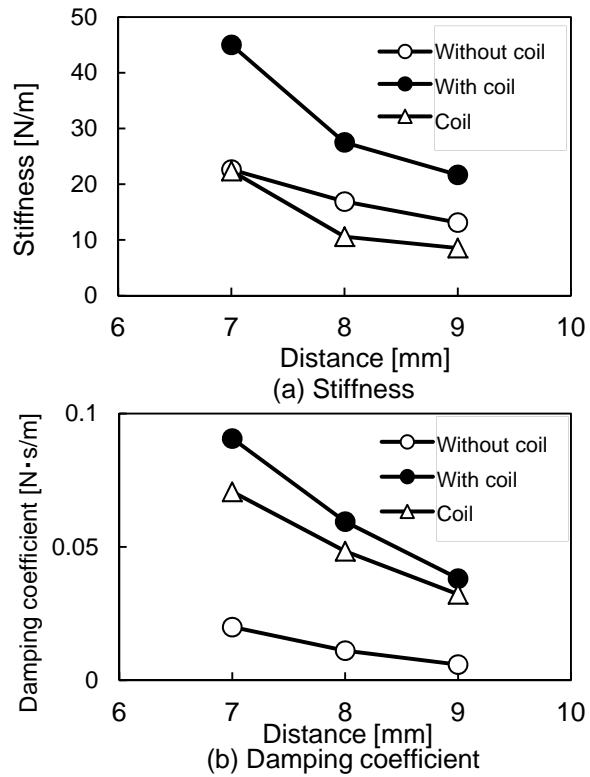 50
40
30
20
10
0
Stiffness [N/m]
Without coil
With coil
Coil
6 7 8 9 10
Distance [mm]
(a) Stiffness
0.1
0.05
0
Damping coefficient [N・s/m]
Without coil
With coil
Coil
6 7 8 9 10
Distance [mm]
(b) Damping coefficient